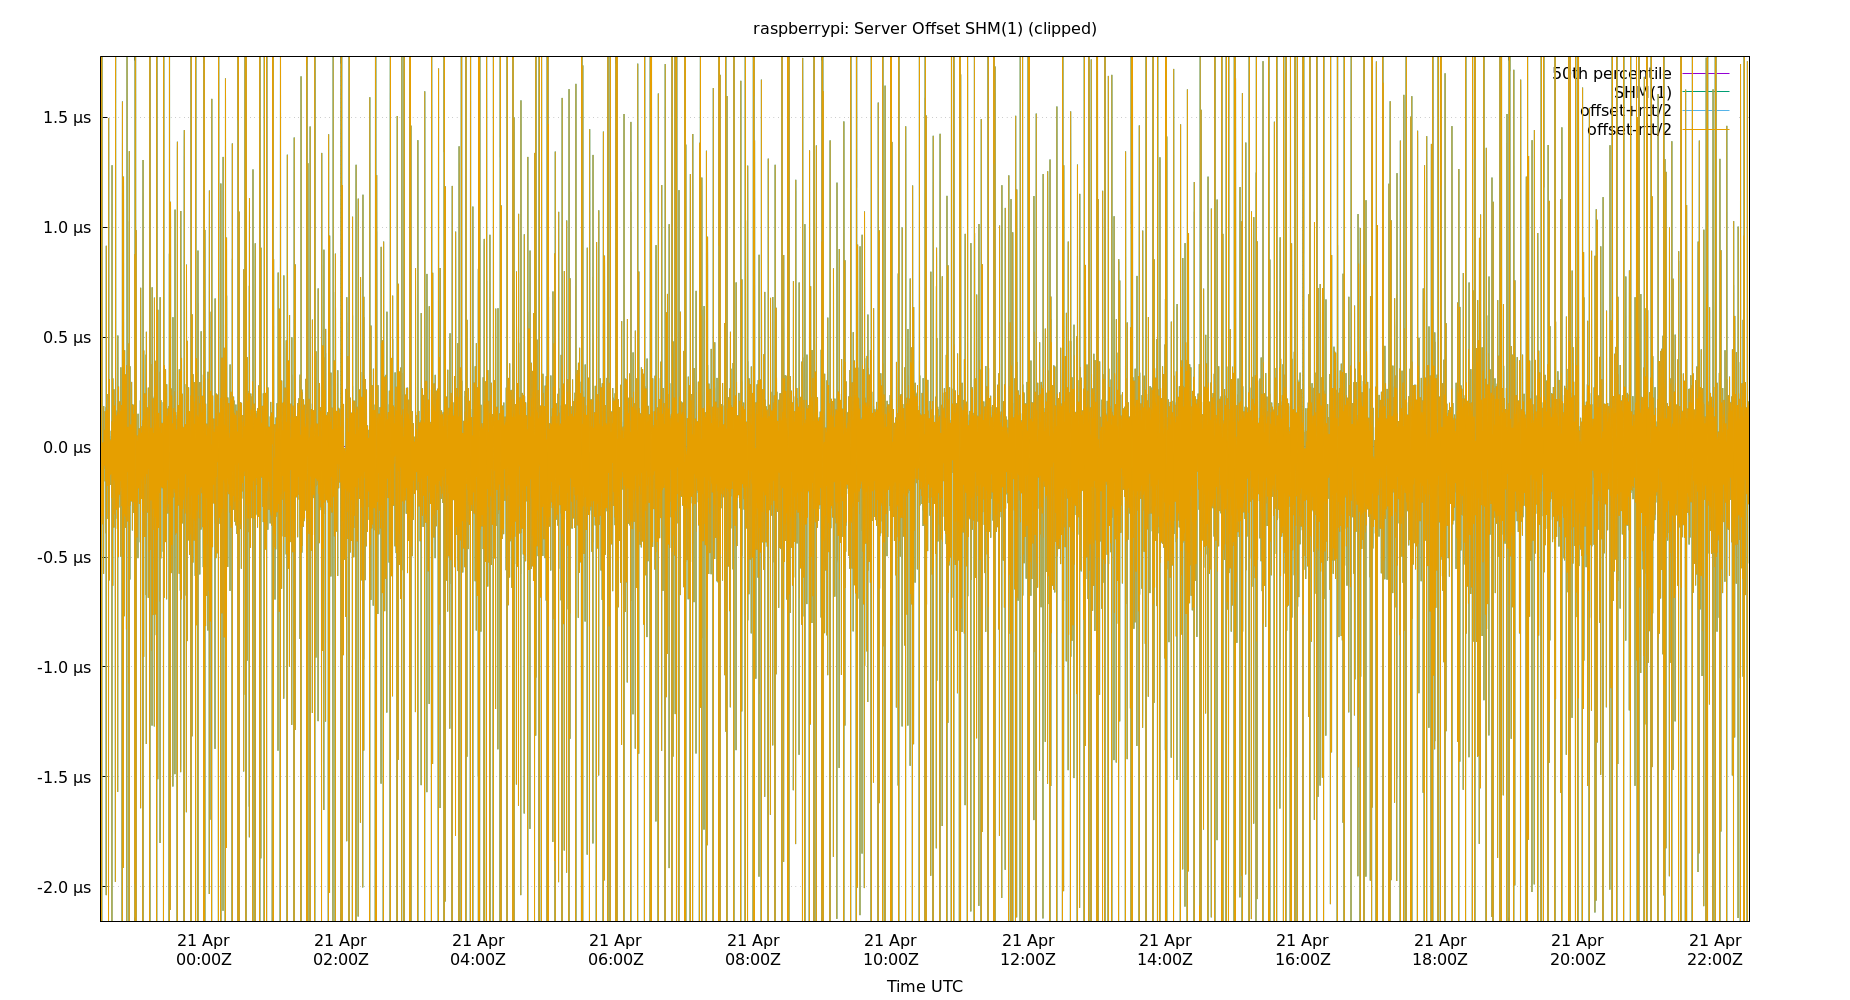 raspberrypi: Server Offset SHM(1) (clipped)
50th percentile
SHM(1)
offset+rtt/2
offset-rtt/2
1.5 µs
1.0 µs
0.5 µs
0.0 µs
-0.5 µs
-1.0 µs
-1.5 µs
-2.0 µs
21 Apr 21 Apr 21 Apr 21 Apr 21 Apr 21 Apr 21 Apr 21 Apr 21 Apr 21 Apr 21 Apr 21 Apr
00:00Z 02:00Z 04:00Z 06:00Z 08:00Z 10:00Z 12:00Z 14:00Z 16:00Z 18:00Z 20:00Z 22:00Z
Time UTC